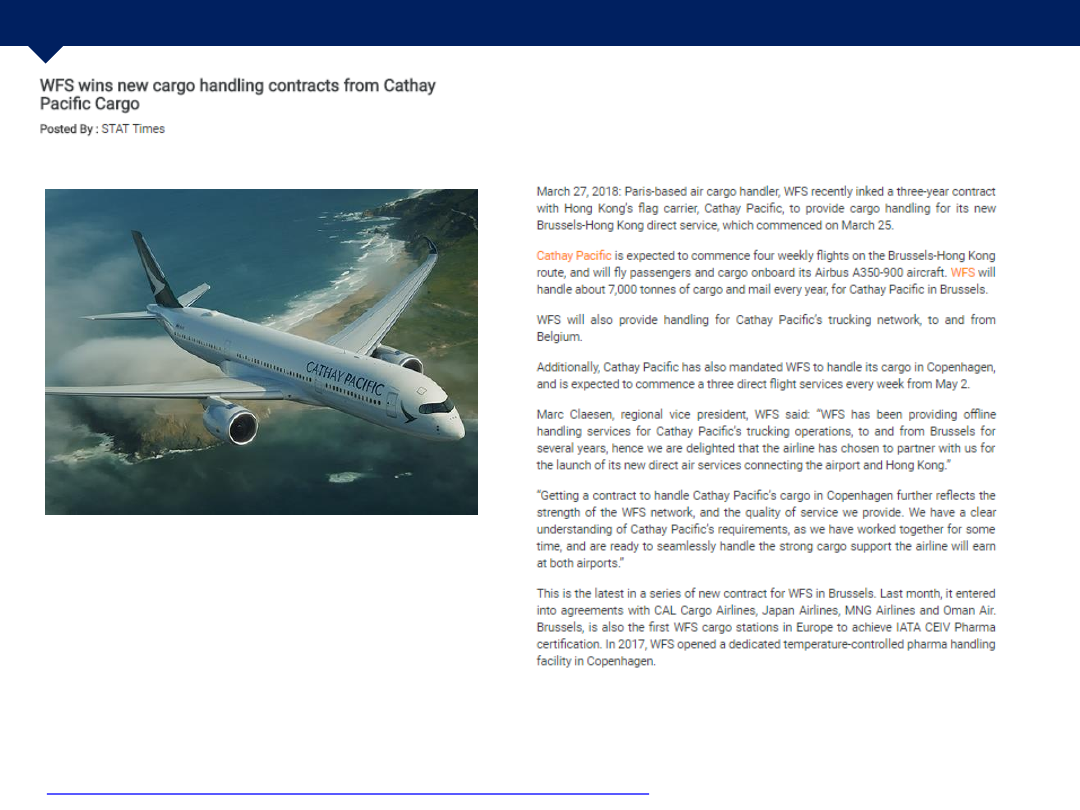 WFS wins new cargo handling contracts from Cathay
Pacific Cargo
Posted By : STAT Times
CATHAY PACIFIC
March 27, 2018: Paris-based air cargo handler, WFS recently inked a three-year contract
with Hong Kong's flag carrier, Cathay Pacific, to provide cargo handling for its new
Brussels-Hong Kong direct service, which commenced on March 25.
Cathay Pacific is expected to commence four weekly flights on the Brussels-Hong Kong
route, and will fly passengers and cargo onboard its Airbus A350-900 aircraft. WFS will
handle about 7,000 tonnes of cargo and mail every year, for Cathay Pacific in Brussels.
WFS will also provide handling for Cathay Pacific's trucking network, to and from
Belgium.
Additionally, Cathay Pacific has also mandated WFS to handle its cargo in Copenhagen,
and is expected to commence a three direct flight services every week from May 2.
Marc Claesen, regional vice president, WFS said: “WFS has been providing offline
handling services for Cathay Pacific's trucking operations, to and from Brussels for
several years, hence we are delighted that the airline has chosen to partner with us for
the launch of its new direct air services connecting the airport and Hong Kong.”
“Getting a contract to handle Cathay Pacific's cargo in Copenhagen further reflects the
strength of the WFS network, and the quality of service we provide. We have a clear
understanding of Cathay Pacific's requirements, as we have worked together for some
time, and are ready to seamlessly handle the strong cargo support the airline will earn
at both airports.”
This is the latest in a series of new contract for WFS in Brussels. Last month, it entered
into agreements with CAL Cargo Airlines, Japan Airlines, MNG Airlines and Oman Air.
Brussels, is also the first WFS cargo stations in Europe to achieve IATA CEIV Pharma
certification. In 2017, WFS opened a dedicated temperature-controlled pharma handling
facility in Copenhagen.